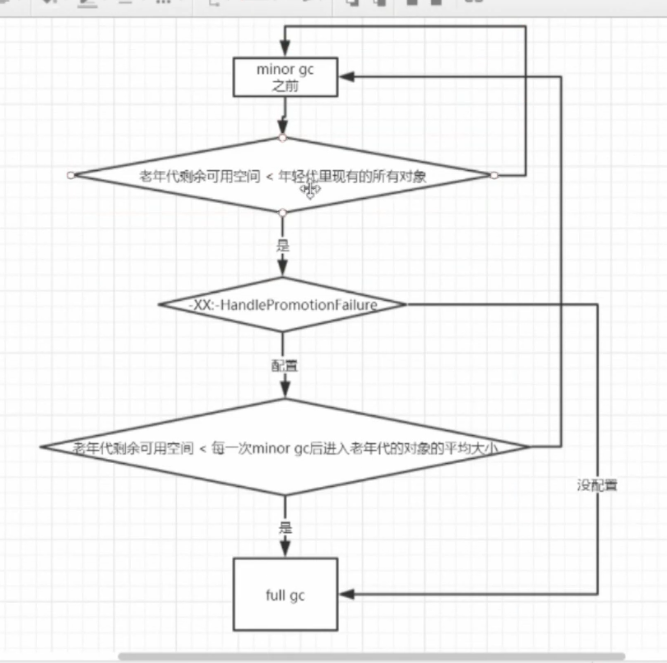 minor gc
之前
老年代剩余可用空间 < 年轻代里现有的所有对象
是
-XX:-HandlePromotionFailure
配置
老年代剩余可用空间 < 每一次minor gc后进入老年代的对象的平均大小
没配置
是
full gc